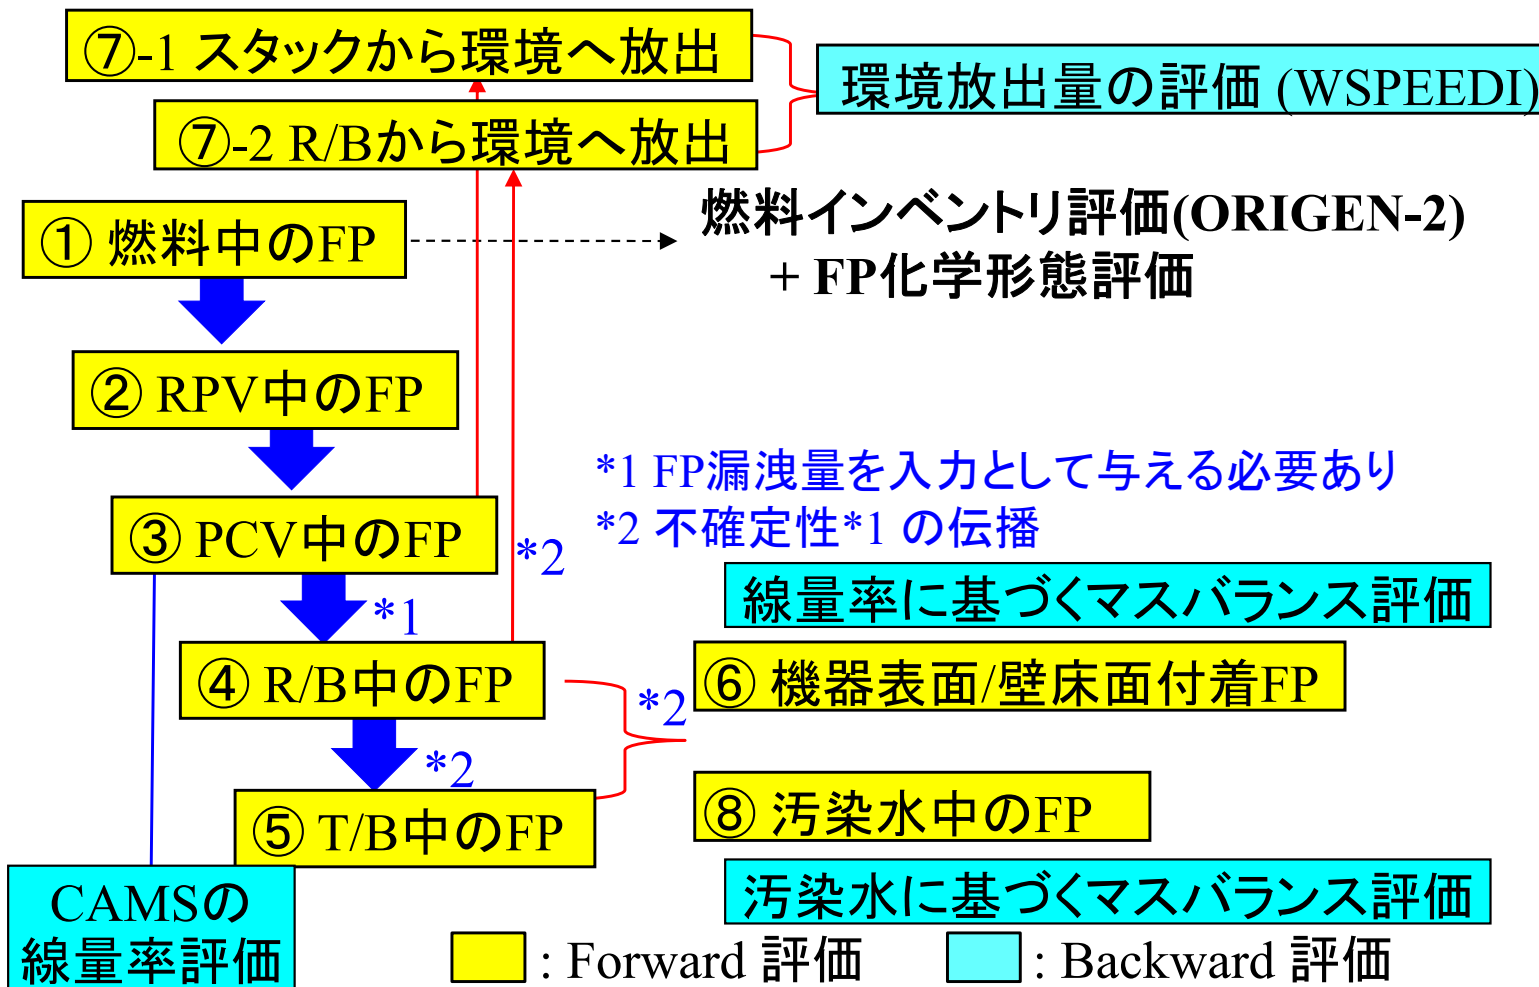 ⑦-1 スタックから環境へ放出
環境放出量の評価 (WSPEEDI)
⑦-2 R/Bから環境へ放出
① 燃料中のFP
燃料インベントリ評価(ORIGEN-2)
+ FP化学形態評価
② RPV中のFP
*1 FP漏洩量を入力として与える必要あり
*2 不確定性*1 の伝播
③ PCV中のFP
*2
*1
線量率に基づくマスバランス評価
④ R/B中のFP
*2
⑥ 機器表面/壁床面付着FP
*2
⑤ T/B中のFP
⑧ 汚染水中のFP
CAMSの
線量率評価
汚染水に基づくマスバランス評価
: Forward 評価
: Backward 評価